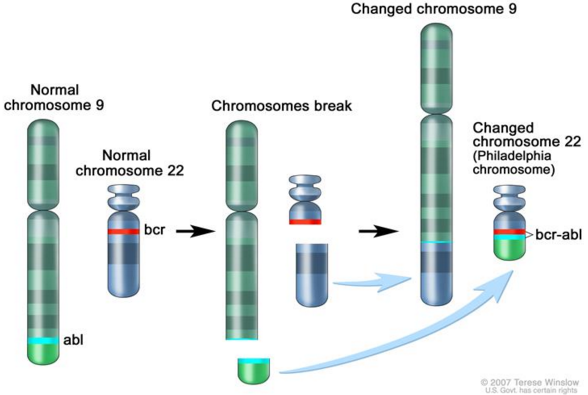 Changed chromosome 9
Normal
chromosome 9
Chromosomes break
Changed
chromosome 22
(Philadelphia
chromosome)
Normal
chromosome 22
bcr
bcr-abl
abl
© 2007 Terese Winslow
U.S. Govt. has certain rights